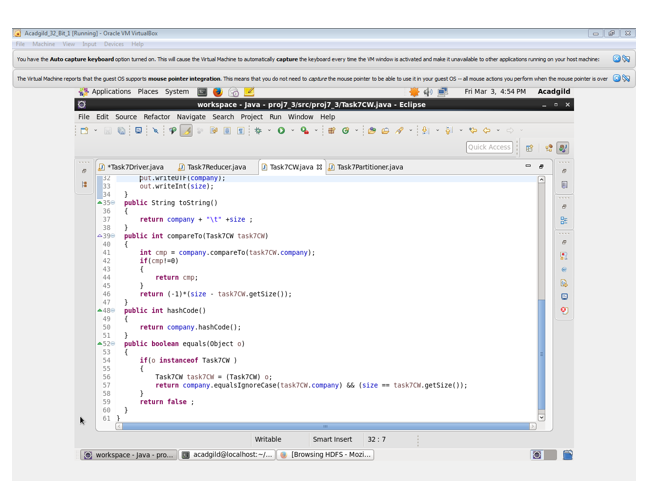 Acadgild_32_Bit_1 [Running] - Oracle VM VirtualBox
File Machine View Input Devices Help
You have the Auto capture keyboard option turned on. This will cause the Virtual Machine to automatically capture the keyboard every time the VM window is activated and make it unavailable to other applications running on your host machine:
The Virtual Machine reports that the guest OS supports mouse pointer integration. This means that you do not need to capture the mouse pointer to be able to use it in your guest OS -- all mouse actions you perform when the mouse pointer is over
Applications Places System Fri Mar 3, 4:54 PM Acadgild
workspace - Java - proj7_3/src/proj7_3/Task7CW.java - Eclipse
File Edit Source Refactor Navigate Search Project Run Window Help
Quick Access
*Task7Driver.java Task7Reducer.java Task7CW.java Task7Partitioner.java
32 out.writeUTF(company);
33 out.writeInt(size);
34 }
35 public String toString()
36 {
37 return company + "\t" +size ;
38 }
39 public int compareTo(Task7CW task7CW)
40 {
41 int cmp = company.compareTo(task7CW.company);
42 if(cmp!=0)
43 {
44 return cmp;
45 }
46 return (-1)*(size - task7CW.getSize());
47 }
48 public int hashCode()
49 {
50 return company.hashCode();
51 }
52 public boolean equals(Object o)
53 {
54 if(o instanceof Task7CW )
55 {
56 Task7CW task7CW = (Task7CW) o;
57 return company.equalsIgnoreCase(task7CW.company) && (size == task7CW.getSize());
58 }
59 return false ;
60 }
61 }
Writable Smart Insert 32 : 7
workspace - Java - pro... acadgild@localhost:~/... [Browsing HDFS - Mozi...